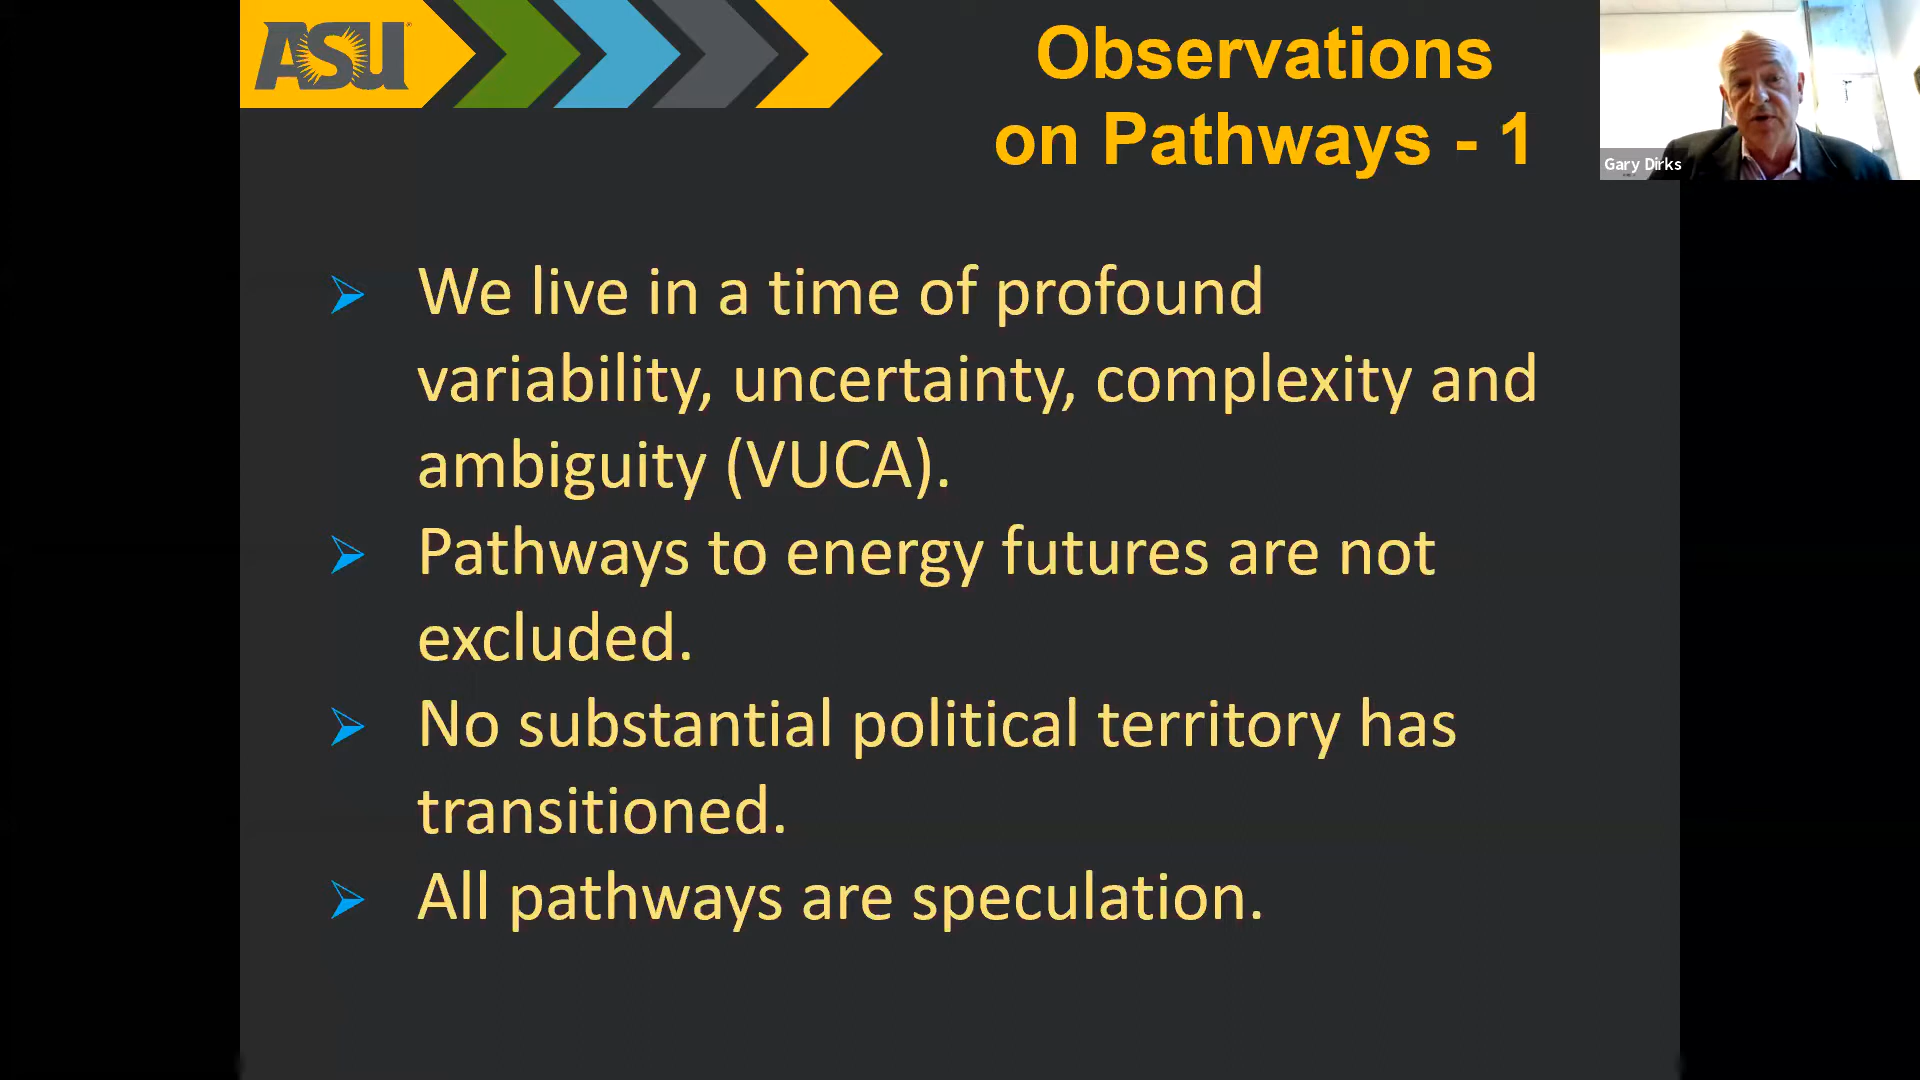 ASU
Observations
on Pathways - 1
Gary Dirks
We live in a time of profound
variability, uncertainty, complexity and
ambiguity (VUCA).
Pathways to energy futures are not
excluded.
No substantial political territory has
transitioned.
All pathways are speculation.